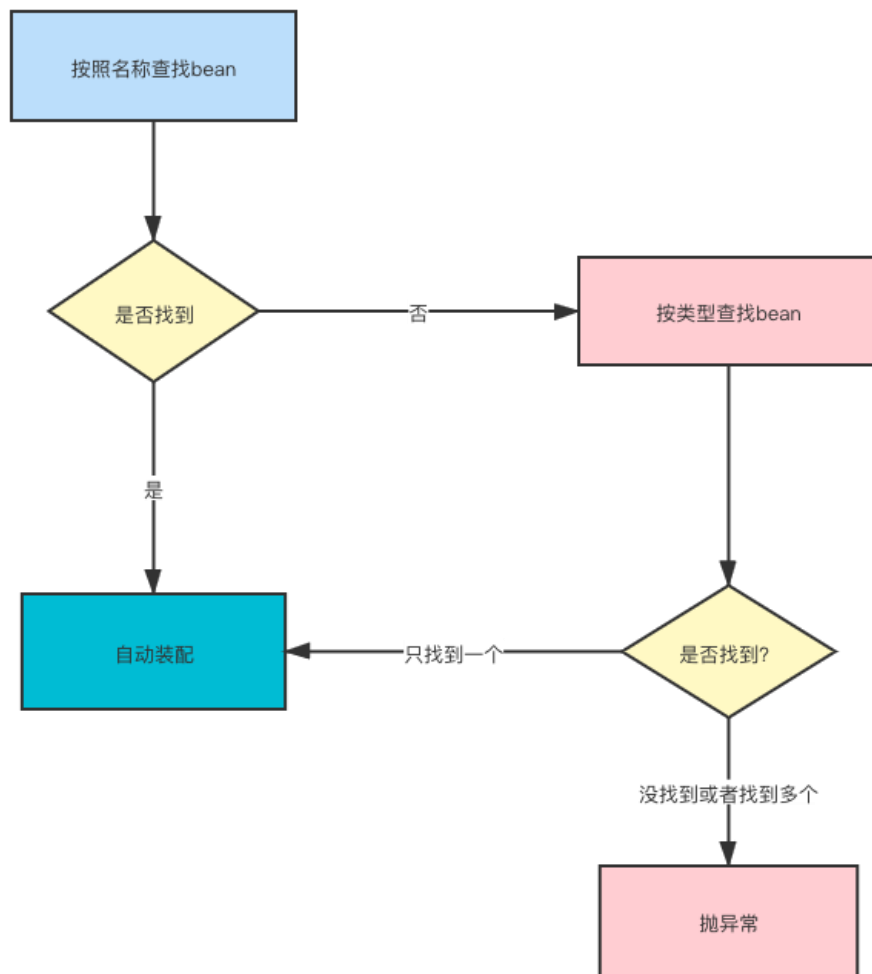 按照名称查找bean
是否找到
否
按类型查找bean
是
自动装配
只找到一个
是否找到?
没找到或者找到多个
抛异常